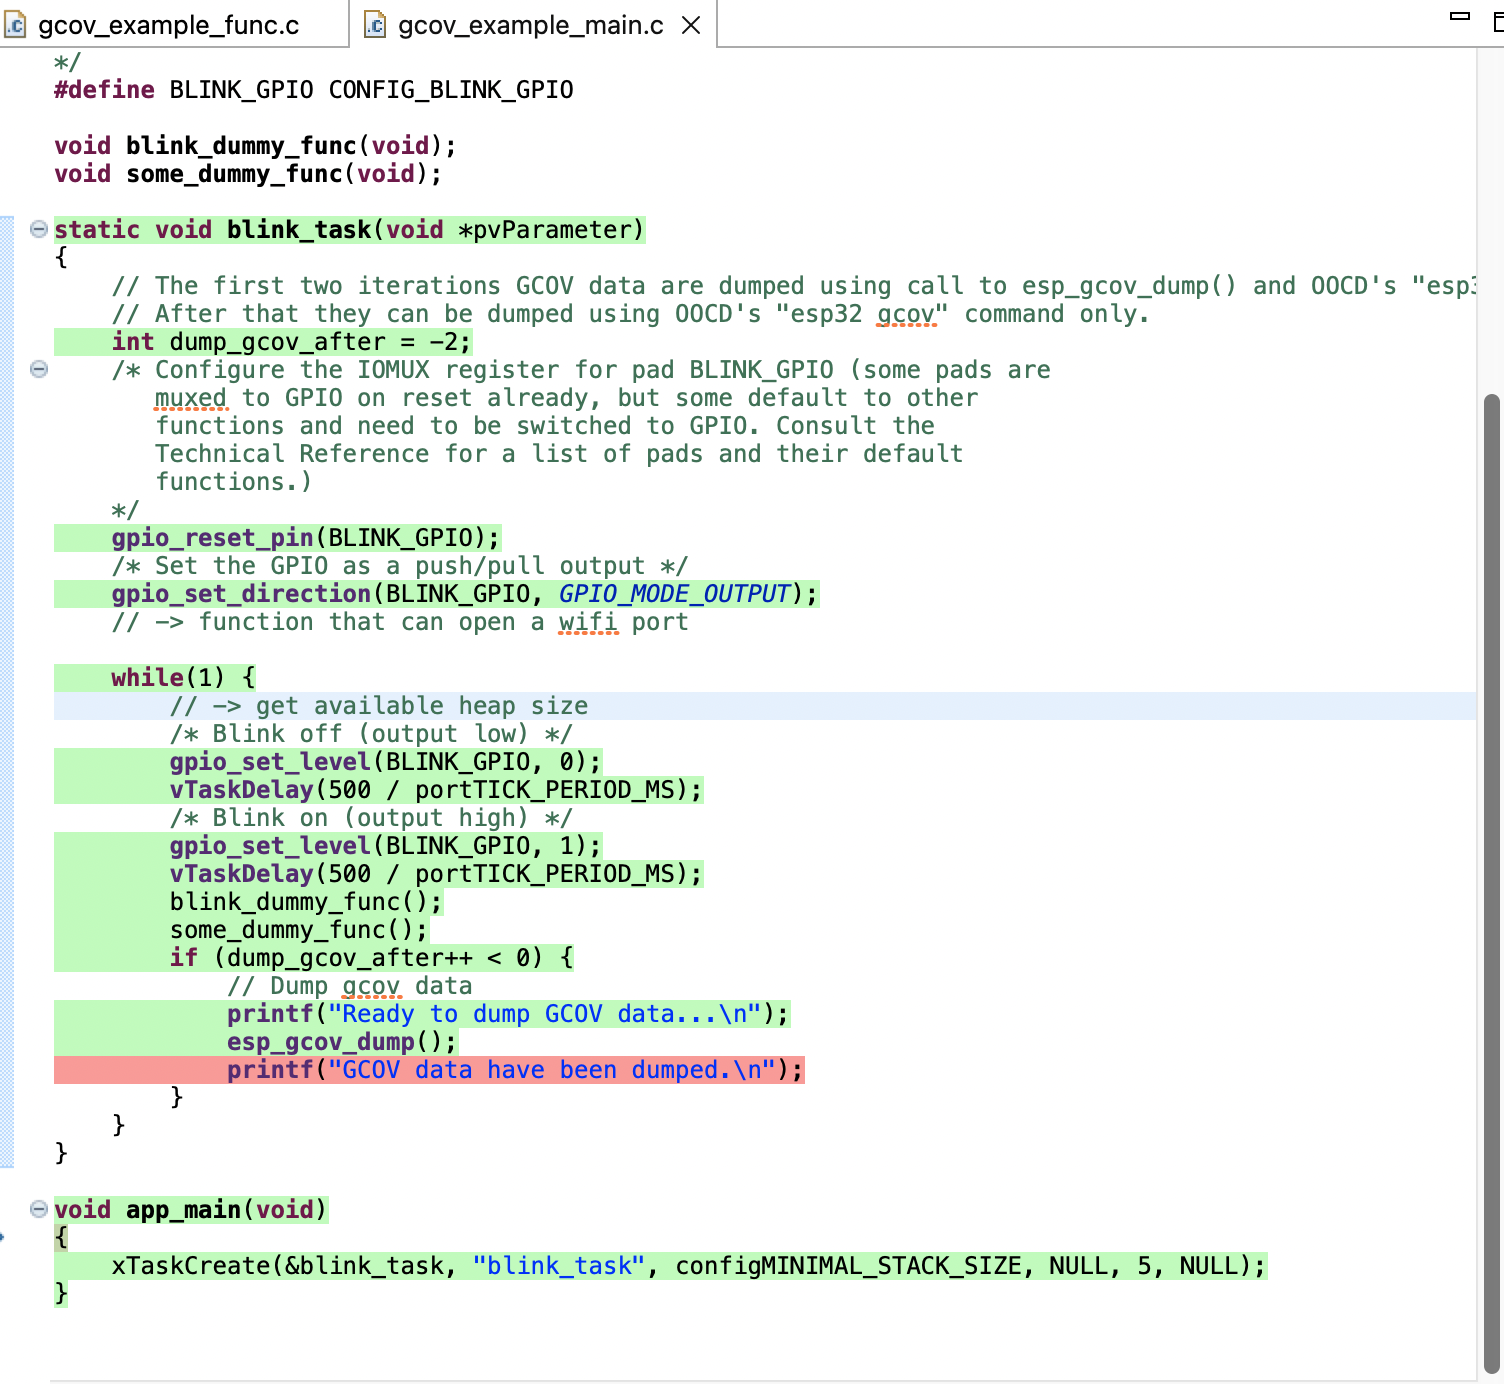 gcov_example_func.c
gcov_example_main.c
*/
#define BLINK_GPIO CONFIG_BLINK_GPIO
void blink_dummy_func(void);
void some_dummy_func(void);
static void blink_task(void *pvParameter)
{
// The first two iterations GCOV data are dumped using call to esp_gcov_dump() and OOCD's "esp3
// After that they can be dumped using OOCD's "esp32 gcov" command only.
int dump_gcov_after = -2;
/* Configure the IOMUX register for pad BLINK_GPIO (some pads are
muxed to GPIO on reset already, but some default to other
functions and need to be switched to GPIO. Consult the
Technical Reference for a list of pads and their default
functions.)
*/
gpio_reset_pin(BLINK_GPIO);
/* Set the GPIO as a push/pull output */
gpio_set_direction(BLINK_GPIO, GPIO_MODE_OUTPUT);
// -> function that can open a wifi port
while(1) {
// -> get available heap size
/* Blink off (output low) */
gpio_set_level(BLINK_GPIO, 0);
vTaskDelay(500 / portTICK_PERIOD_MS);
/* Blink on (output high) */
gpio_set_level(BLINK_GPIO, 1);
vTaskDelay(500 / portTICK_PERIOD_MS);
blink_dummy_func();
some_dummy_func();
if (dump_gcov_after++ < 0) {
// Dump gcov data
printf("Ready to dump GCOV data...\n");
esp_gcov_dump();
printf("GCOV data have been dumped.\n");
}
}
}
void app_main(void)
{
xTaskCreate(&blink_task, "blink_task", configMINIMAL_STACK_SIZE, NULL, 5, NULL);
}